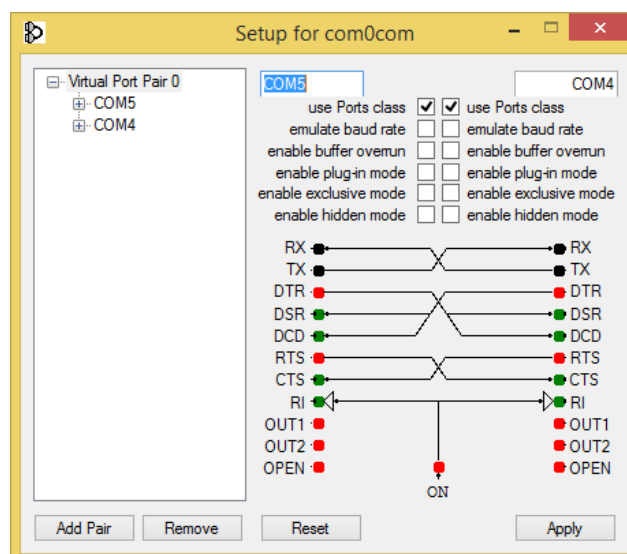 Setup for com0com
Virtual Port Pair 0
COM5
COM4
COM5 COM4
use Ports class use Ports class
emulate baud rate emulate baud rate
enable buffer overrun enable buffer overrun
enable plug-in mode enable plug-in mode
enable exclusive mode enable exclusive mode
enable hidden mode enable hidden mode
RX RX
TX TX
DTR DTR
DSR DSR
DCD DCD
RTS RTS
CTS CTS
RI RI
OUT1 OUT1
OUT2 OUT2
OPEN OPEN
ON
Add Pair Remove Reset Apply